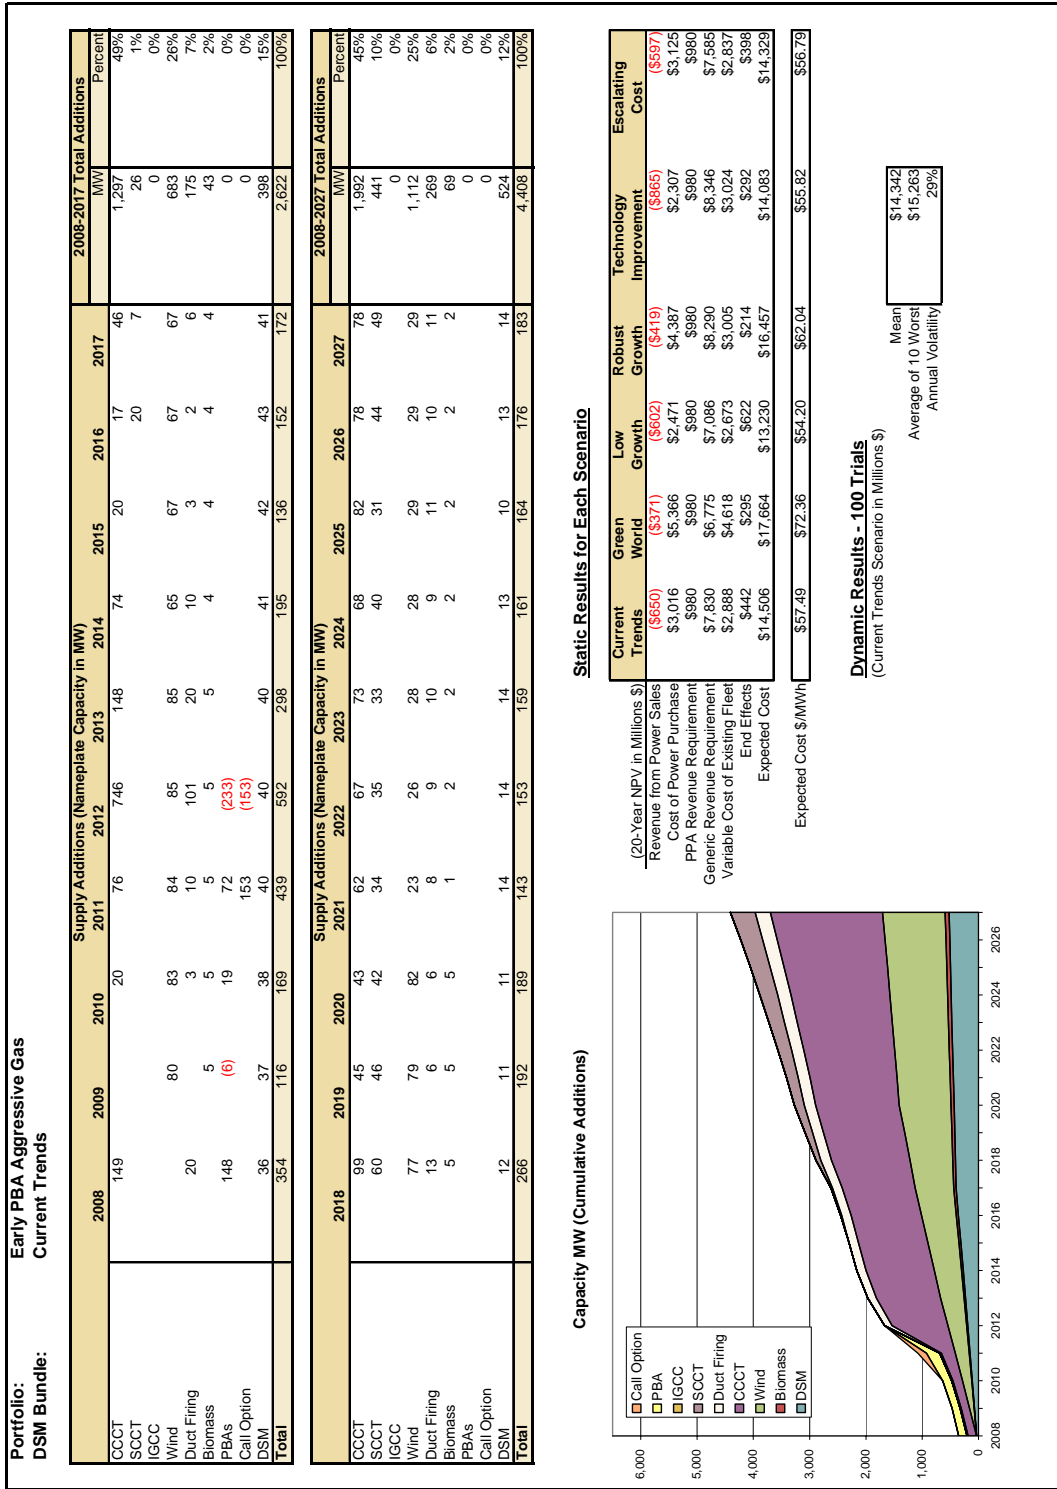 Portfolio: Early PBA Aggressive Gas
DSM Bundle: Current Trends
Supply Additions (Nameplate Capacity in MW) 2008-2017 Total Additions
2008 2009 2010 2011 2012 2013 2014 2015 2016 2017 MW Percent
CCCT 149 20 76 746 148 74 20 17 46 1,297 49%
SCCT 20 7 26 1%
IGCC 0 0%
Wind 80 83 84 85 85 65 67 67 67 683 26%
Duct Firing 20 3 10 101 20 10 3 2 6 175 7%
Biomass 5 5 5 5 5 4 4 4 4 43 2%
PBAs 148 (6) 19 72 (233) 0 0%
Call Option 153 (153) 0 0%
DSM 36 37 38 40 40 40 41 42 43 41 398 15%
Total 354 116 169 439 592 298 195 136 152 172 2,622 100%
Supply Additions (Nameplate Capacity in MW) 2008-2027 Total Additions
2018 2019 2020 2021 2022 2023 2024 2025 2026 2027 MW Percent
CCCT 99 45 43 62 67 73 68 82 78 78 1,992 45%
SCCT 60 46 42 34 35 33 40 31 44 49 441 10%
IGCC 0 0%
Wind 77 79 82 23 26 28 28 29 29 29 1,112 25%
Duct Firing 13 6 6 8 9 10 9 11 10 11 269 6%
Biomass 5 5 5 1 2 2 2 2 2 2 69 2%
PBAs 0 0%
Call Option 0 0%
DSM 12 11 11 14 14 14 13 10 13 14 524 12%
Total 266 192 189 143 153 159 161 164 176 183 4,408 100%
Capacity MW (Cumulative Additions)
6,000
5,000
4,000
3,000
2,000
1,000
0
2008 2010 2012 2014 2016 2018 2020 2022 2024 2026
Call Option
PBA
IGCC
SCCT
Duct Firing
CCCT
Wind
Biomass
DSM
Static Results for Each Scenario
(20-Year NPV in Millions $) Current Trends Green World Low Growth Robust Growth Technology Improvement Escalating Cost
Revenue from Power Sales ($650) ($371) ($602) ($419) ($865) ($597)
Cost of Power Purchase $3,016 $5,366 $2,471 $4,387 $2,307 $3,125
PPA Revenue Requirement $980 $980 $980 $980 $980 $980
Generic Revenue Requirement $7,830 $6,775 $7,086 $8,290 $8,346 $7,585
Variable Cost of Existing Fleet $2,888 $4,618 $2,673 $3,005 $3,024 $2,837
End Effects $442 $295 $622 $214 $292 $398
Expected Cost $14,506 $17,664 $13,230 $16,457 $14,083 $14,329
Expected Cost $/MWh $57.49 $72.36 $54.20 $62.04 $55.82 $56.79
Dynamic Results - 100 Trials
(Current Trends Scenario in Millions $)
Mean $14,342
Average of 10 Worst $15,263
Annual Volatility 29%